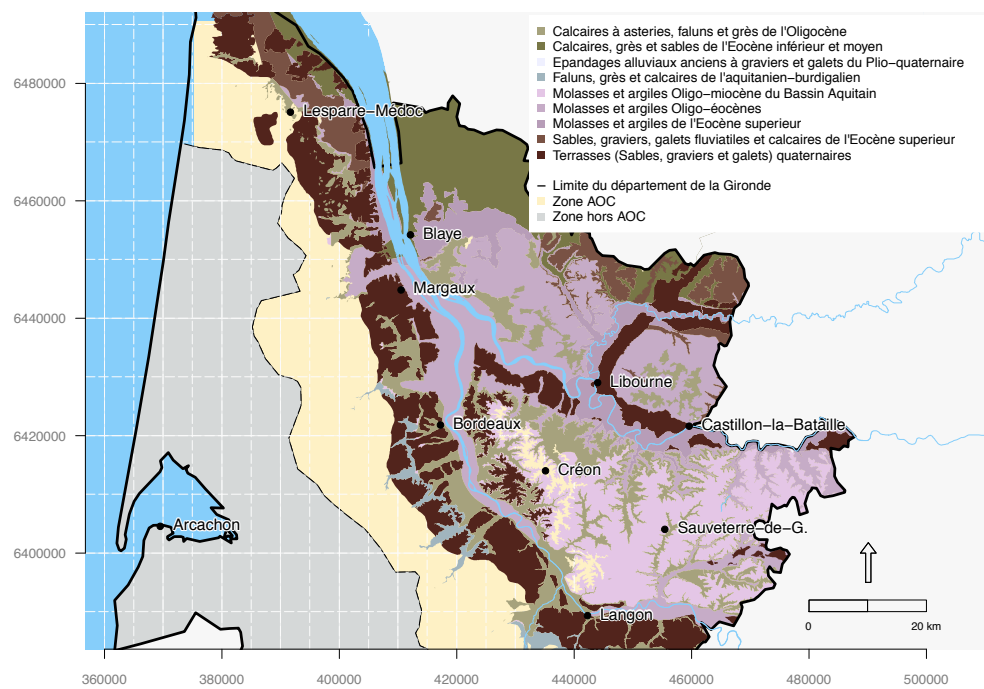 Calcaires à asteries, faluns et grès de l'Oligocène
Calcaires, grès et sables de l'Eocène inférieur et moyen
Epandages alluviaux anciens à graviers et galets du Plio−quaternaire
Faluns, grès et calcaires de l'aquitanien−burdigalien
Molasses et argiles Oligo−miocène du Bassin Aquitain
Molasses et argiles Oligo−éocènes
Molasses et argiles de l'Eocène superieur
Sables, graviers, galets fluviatiles et calcaires de l'Eocène superieur
Terrasses (Sables, graviers et galets) quaternaires
Limite du département de la Gironde
Zone AOC
Zone hors AOC
6480000
6460000
6440000
6420000
6400000
Lesparre−Médoc
Blaye
Margaux
Libourne
Bordeaux
Castillon−la−Bataille
Créon
Arcachon
Sauveterre−de−G.
Langon
0
20 km
360000
380000
400000
420000
440000
460000
480000
500000